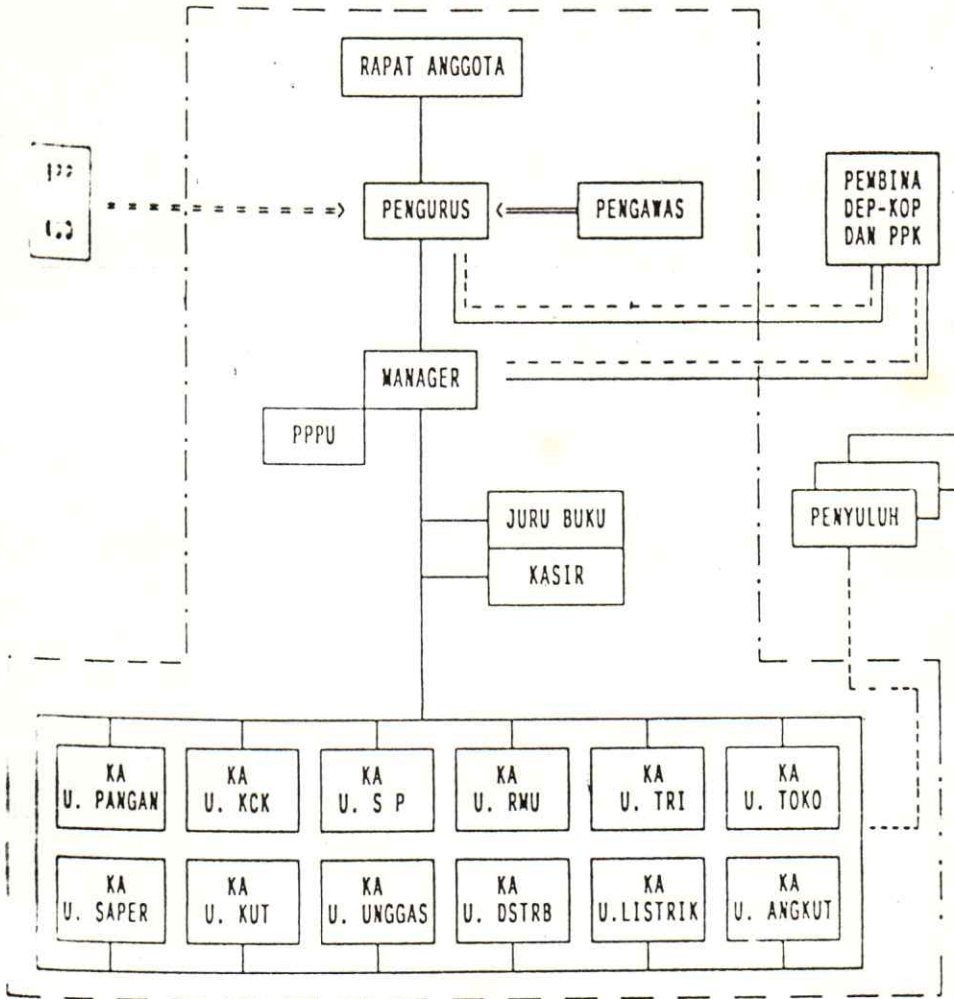 RAPAT ANGGOTA
PENGURUS
PENGAWAS
PEMBINA
DEP-KOP
DAN PPK
MANAGER
PPPU
JURU BUKU
KASIR
PENYULUH
KA
U. PANGAN
KA
U. KCK
KA
U. S P
KA
U. RMU
KA
U. TRI
KA
U. TOKO
KA
U. SAPER
KA
U. KUT
KA
U. UNGGAS
KA
U. DSTRB
KA
U.LISTRIK
KA
U. ANGKUT